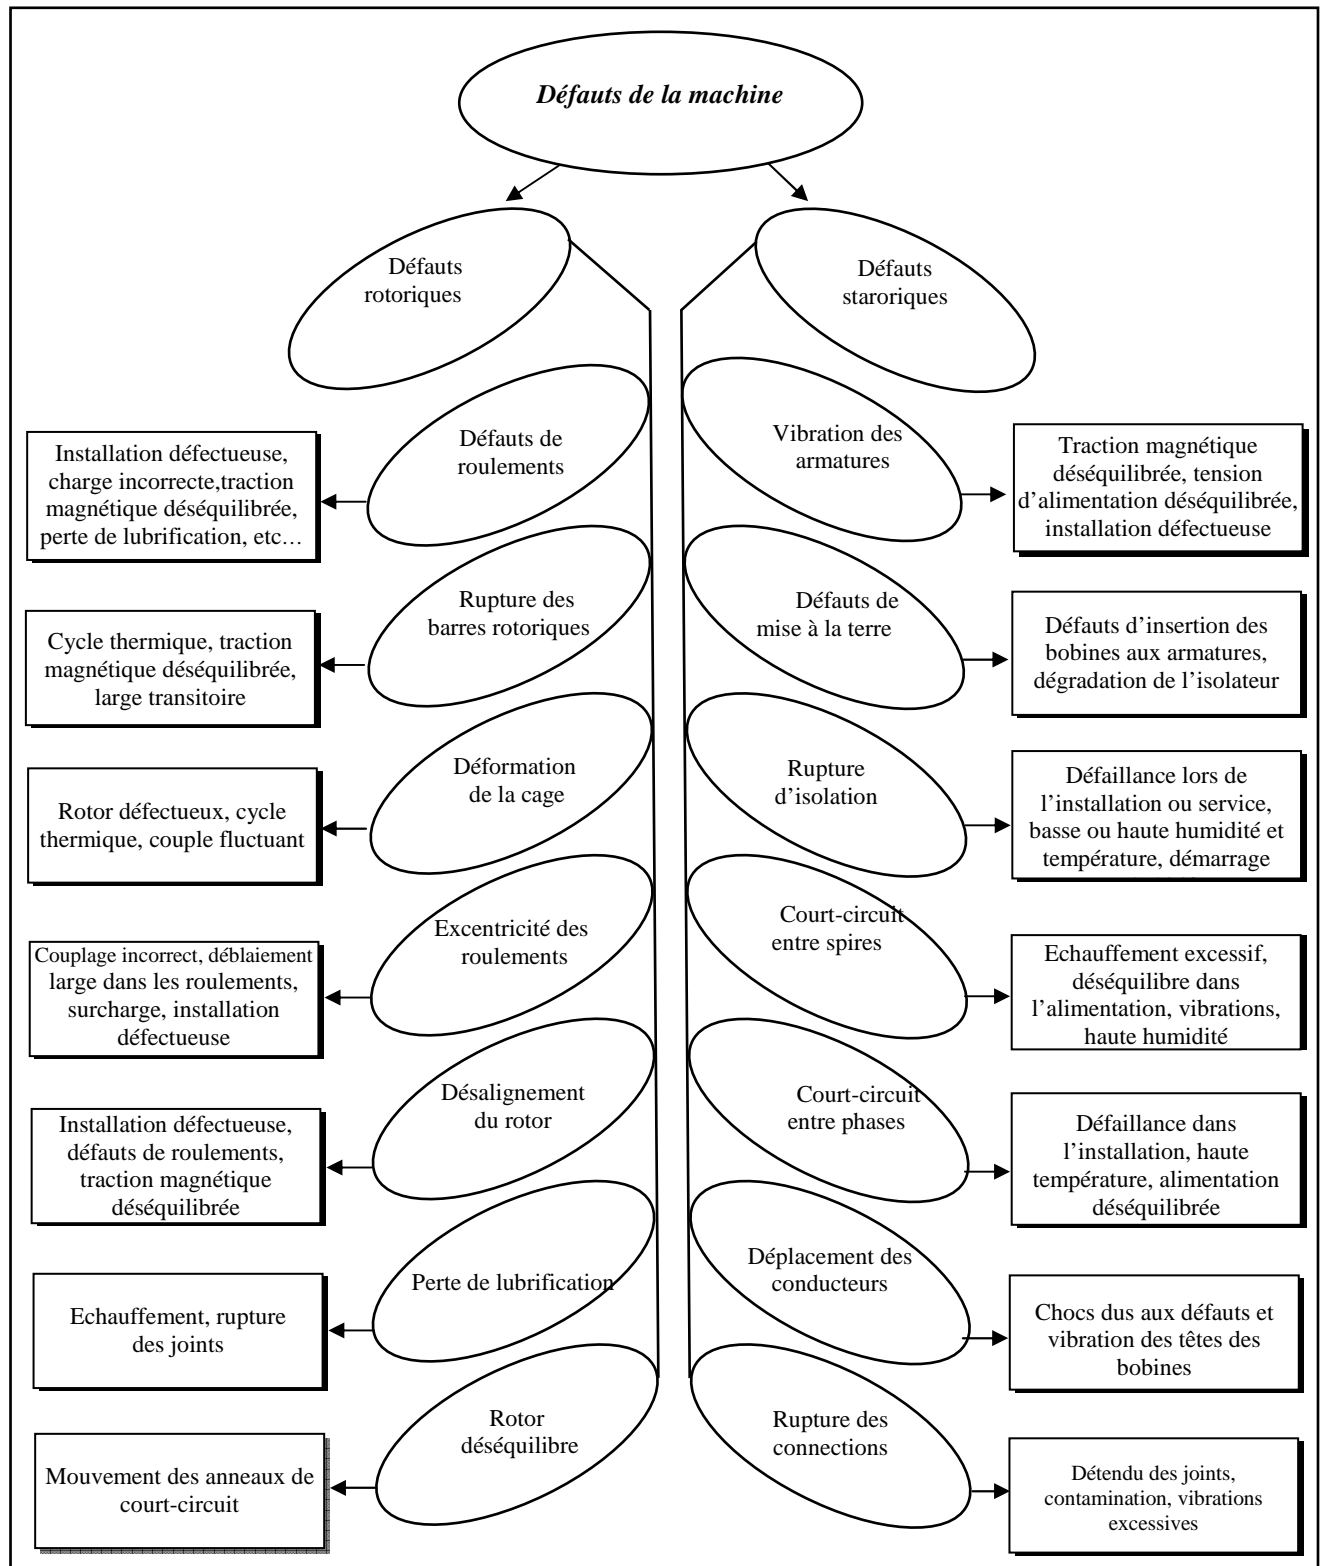 Défauts de la machine
Défauts
rotoriques
Défauts
staroriques
Défauts de
roulements
Installation défectueuse,
charge incorrecte,traction
magnétique déséquilibrée,
perte de lubrification, etc…
Vibration des
armatures
Traction magnétique
déséquilibrée, tension
d’alimentation déséquilibrée,
installation défectueuse
Rupture des
barres rotoriques
Cycle thermique, traction
magnétique déséquilibrée,
large transitoire
Défauts de
mise à la terre
Défauts d’insertion des
bobines aux armatures,
dégradation de l’isolateur
Déformation
de la cage
Rotor défectueux, cycle
thermique, couple fluctuant
Rupture
d’isolation
Défaillance lors de
l’installation ou service,
basse ou haute humidité et
température, démarrage
Excentricité des
roulements
Couplage incorrect, déblaiement
large dans les roulements,
surcharge, installation
défectueuse
Court-circuit
entre spires
Echauffement excessif,
déséquilibre dans
l’alimentation, vibrations,
haute humidité
Désalignement
du rotor
Installation défectueuse,
défauts de roulements,
traction magnétique
déséquilibrée
Court-circuit
entre phases
Défaillance dans
l’installation, haute
température, alimentation
déséquilibrée
Perte de lubrification
Echauffement, rupture
des joints
Déplacement des
conducteurs
Chocs dus aux défauts et
vibration des têtes des
bobines
Rotor
déséquilibre
Mouvement des anneaux de
court-circuit
Rupture des
connections
Détendu des joints,
contamination, vibrations
excessives